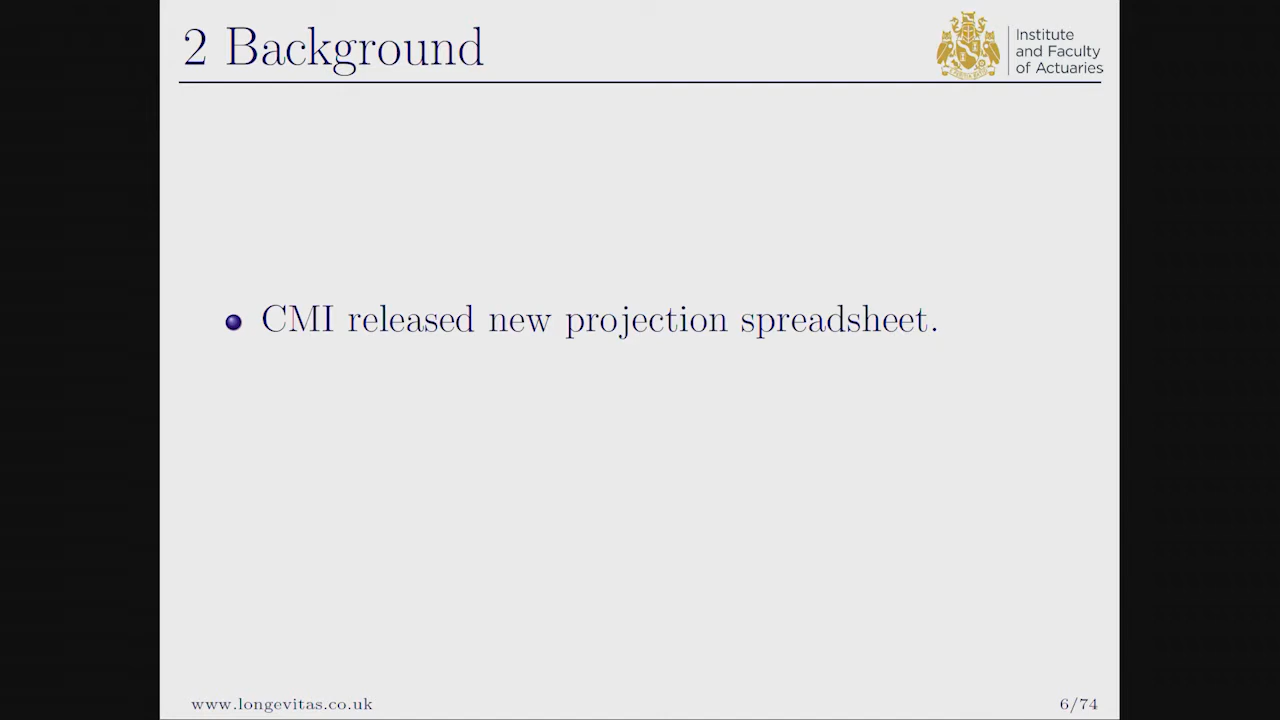 2 Background
Institute
and Faculty
of Actuaries
CMI released new projection spreadsheet.
www.longevitas.co.uk
6/74